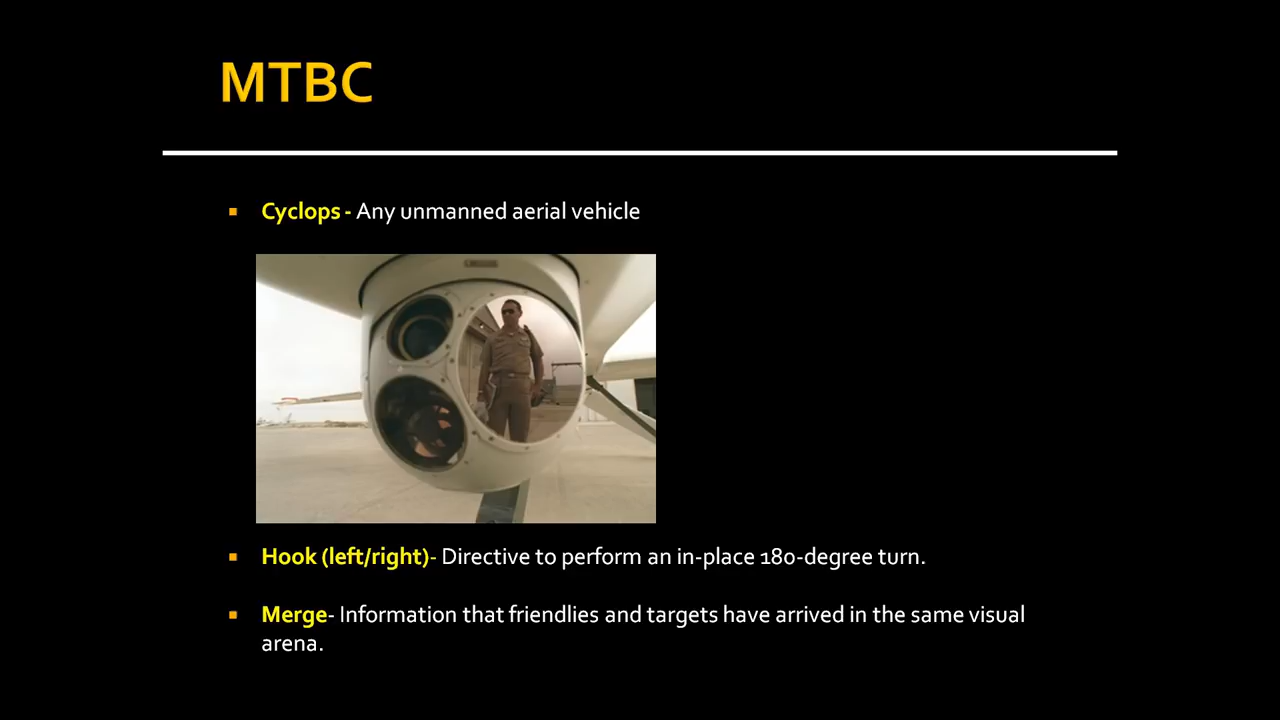 MTBC
Cyclops - Any unmanned aerial vehicle
Hook (left/right)- Directive to perform an in-place 180-degree turn.
Merge- Information that friendlies and targets have arrived in the same visual
arena.